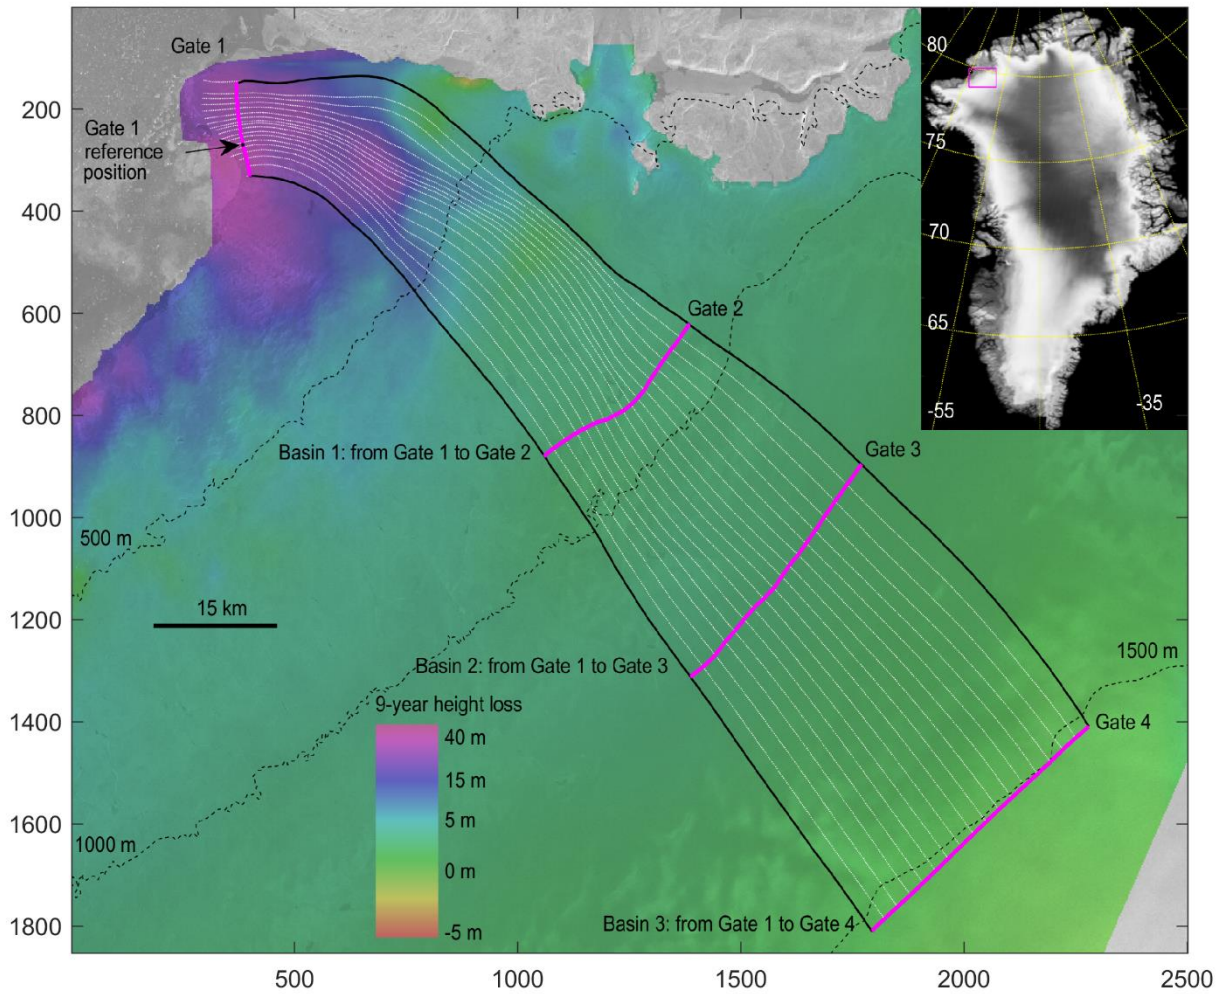 Gate 1
80
200
Gate 1
reference
position
75
400
70
600
Gate 2
65
800
-55
-35
Basin 1: from Gate 1 to Gate 2
Gate 3
1000
500 m
1200
15 km
1500 m
Basin 2: from Gate 1 to Gate 3
9-year height loss
1400
Gate 4
40 m
15 m
1600
5 m
1000 m
0 m
1800
Basin 3: from Gate 1 to Gate 4
-5 m
500
1000
1500
2000
2500